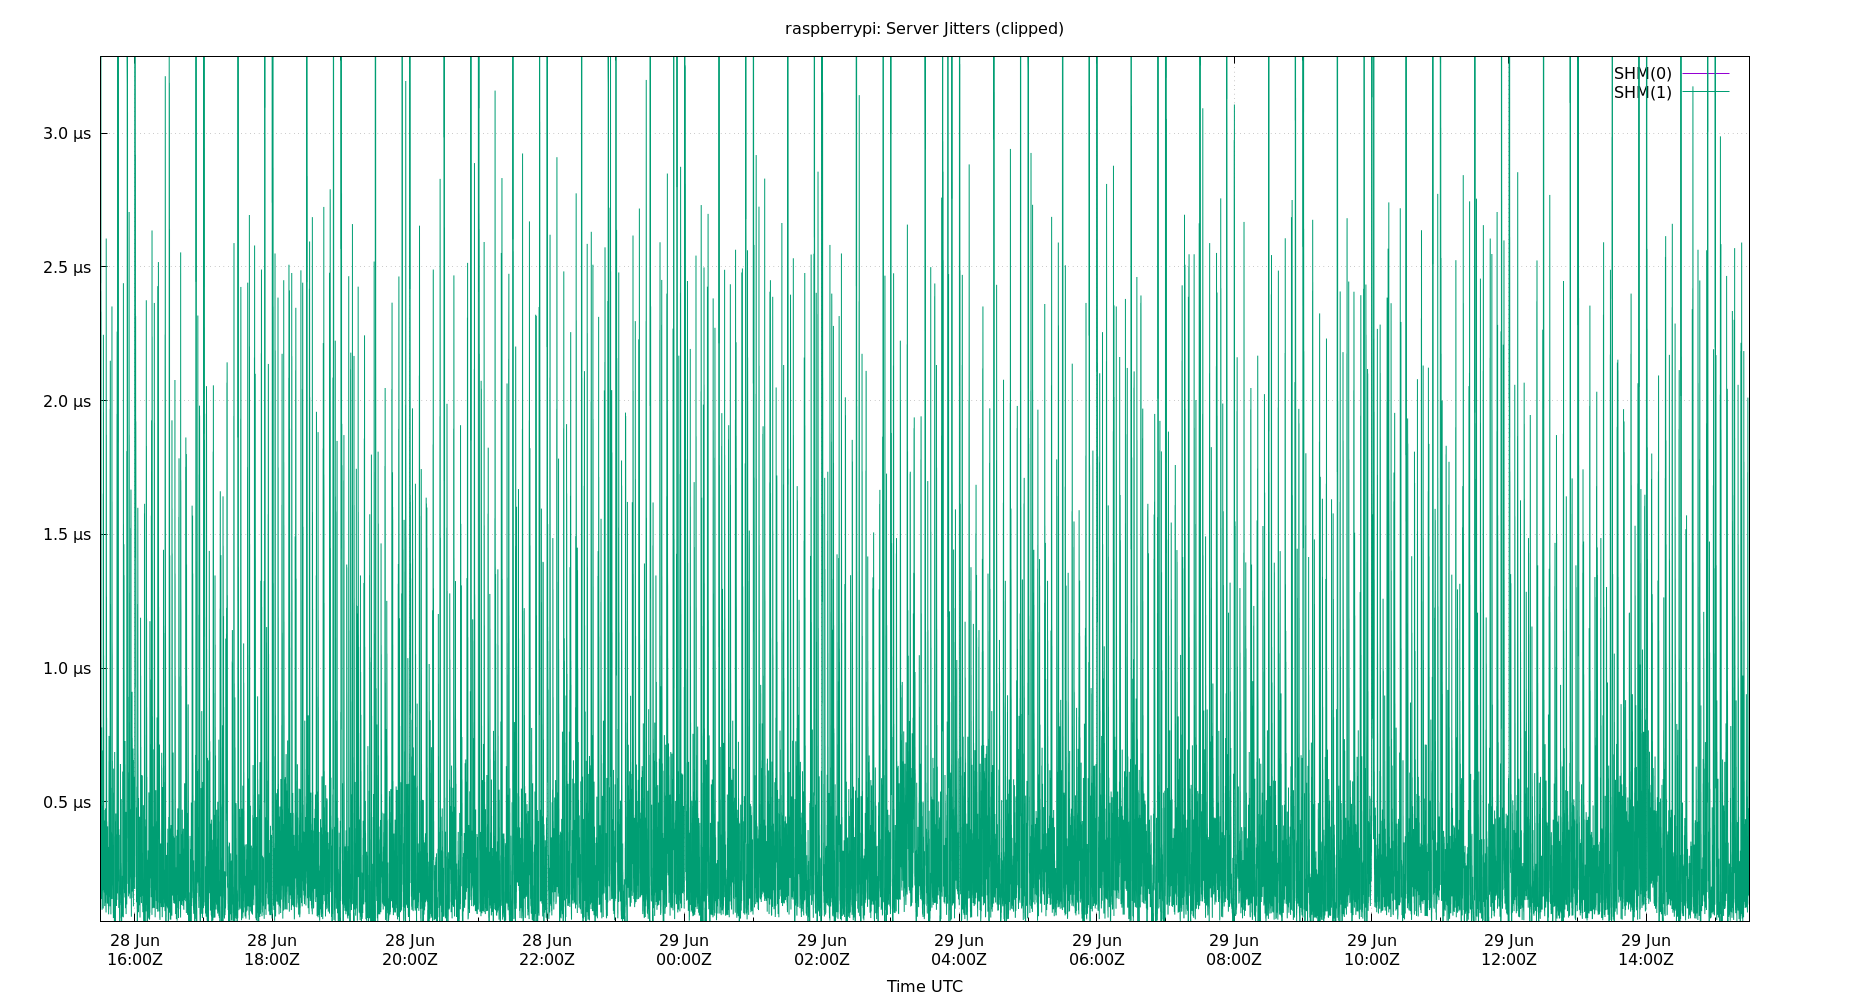 raspberrypi: Server Jitters (clipped)
SHM(0)
SHM(1)
3.0 µs
2.5 µs
2.0 µs
1.5 µs
1.0 µs
0.5 µs
28 Jun 28 Jun 28 Jun 28 Jun 29 Jun 29 Jun 29 Jun 29 Jun 29 Jun 29 Jun 29 Jun 29 Jun
16:00Z 18:00Z 20:00Z 22:00Z 00:00Z 02:00Z 04:00Z 06:00Z 08:00Z 10:00Z 12:00Z 14:00Z
Time UTC